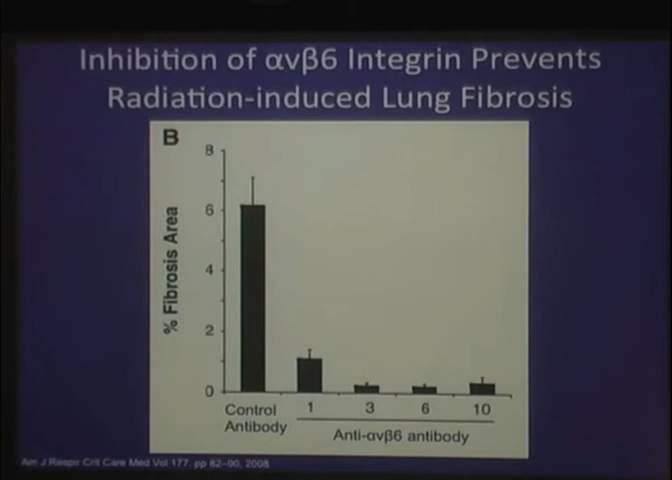 Inhibition of αvβ6 Integrin Prevents
Radiation-induced Lung Fibrosis
B
8
6
4
2
0
% Fibrosis Area
Control
Antibody
1 3 6 10
Anti-αvβ6 antibody
Am J Respir Crit Care Med Vol 177. pp 82–90, 2008